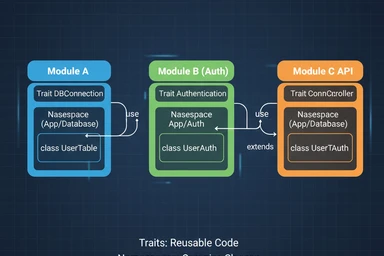 Module A
Trait DBConnection
Nasespace
(App/Database)
class UserTable
use
Module B (Auth)
Trait Authentication
Nasespace
App/Auth
class UserAuth
use
extends
Module C API
Trait ConnCcroller
Nasespace
(App/Database)
class UserTAuth
Traits: Reusable Code